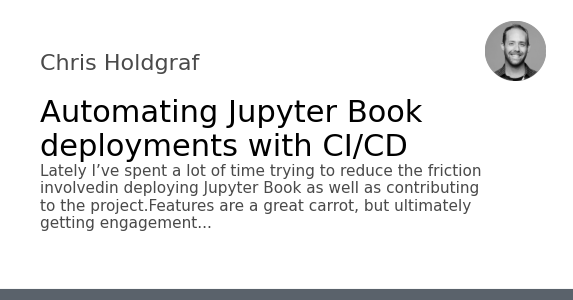 Chris Holdgraf
Automating Jupyter Book
deployments with CI/CD
Lately I’ve spent a lot of time trying to reduce the friction
involvedin deploying Jupyter Book as well as contributing
to the project.Features are a great carrot, but ultimately
getting engagement...